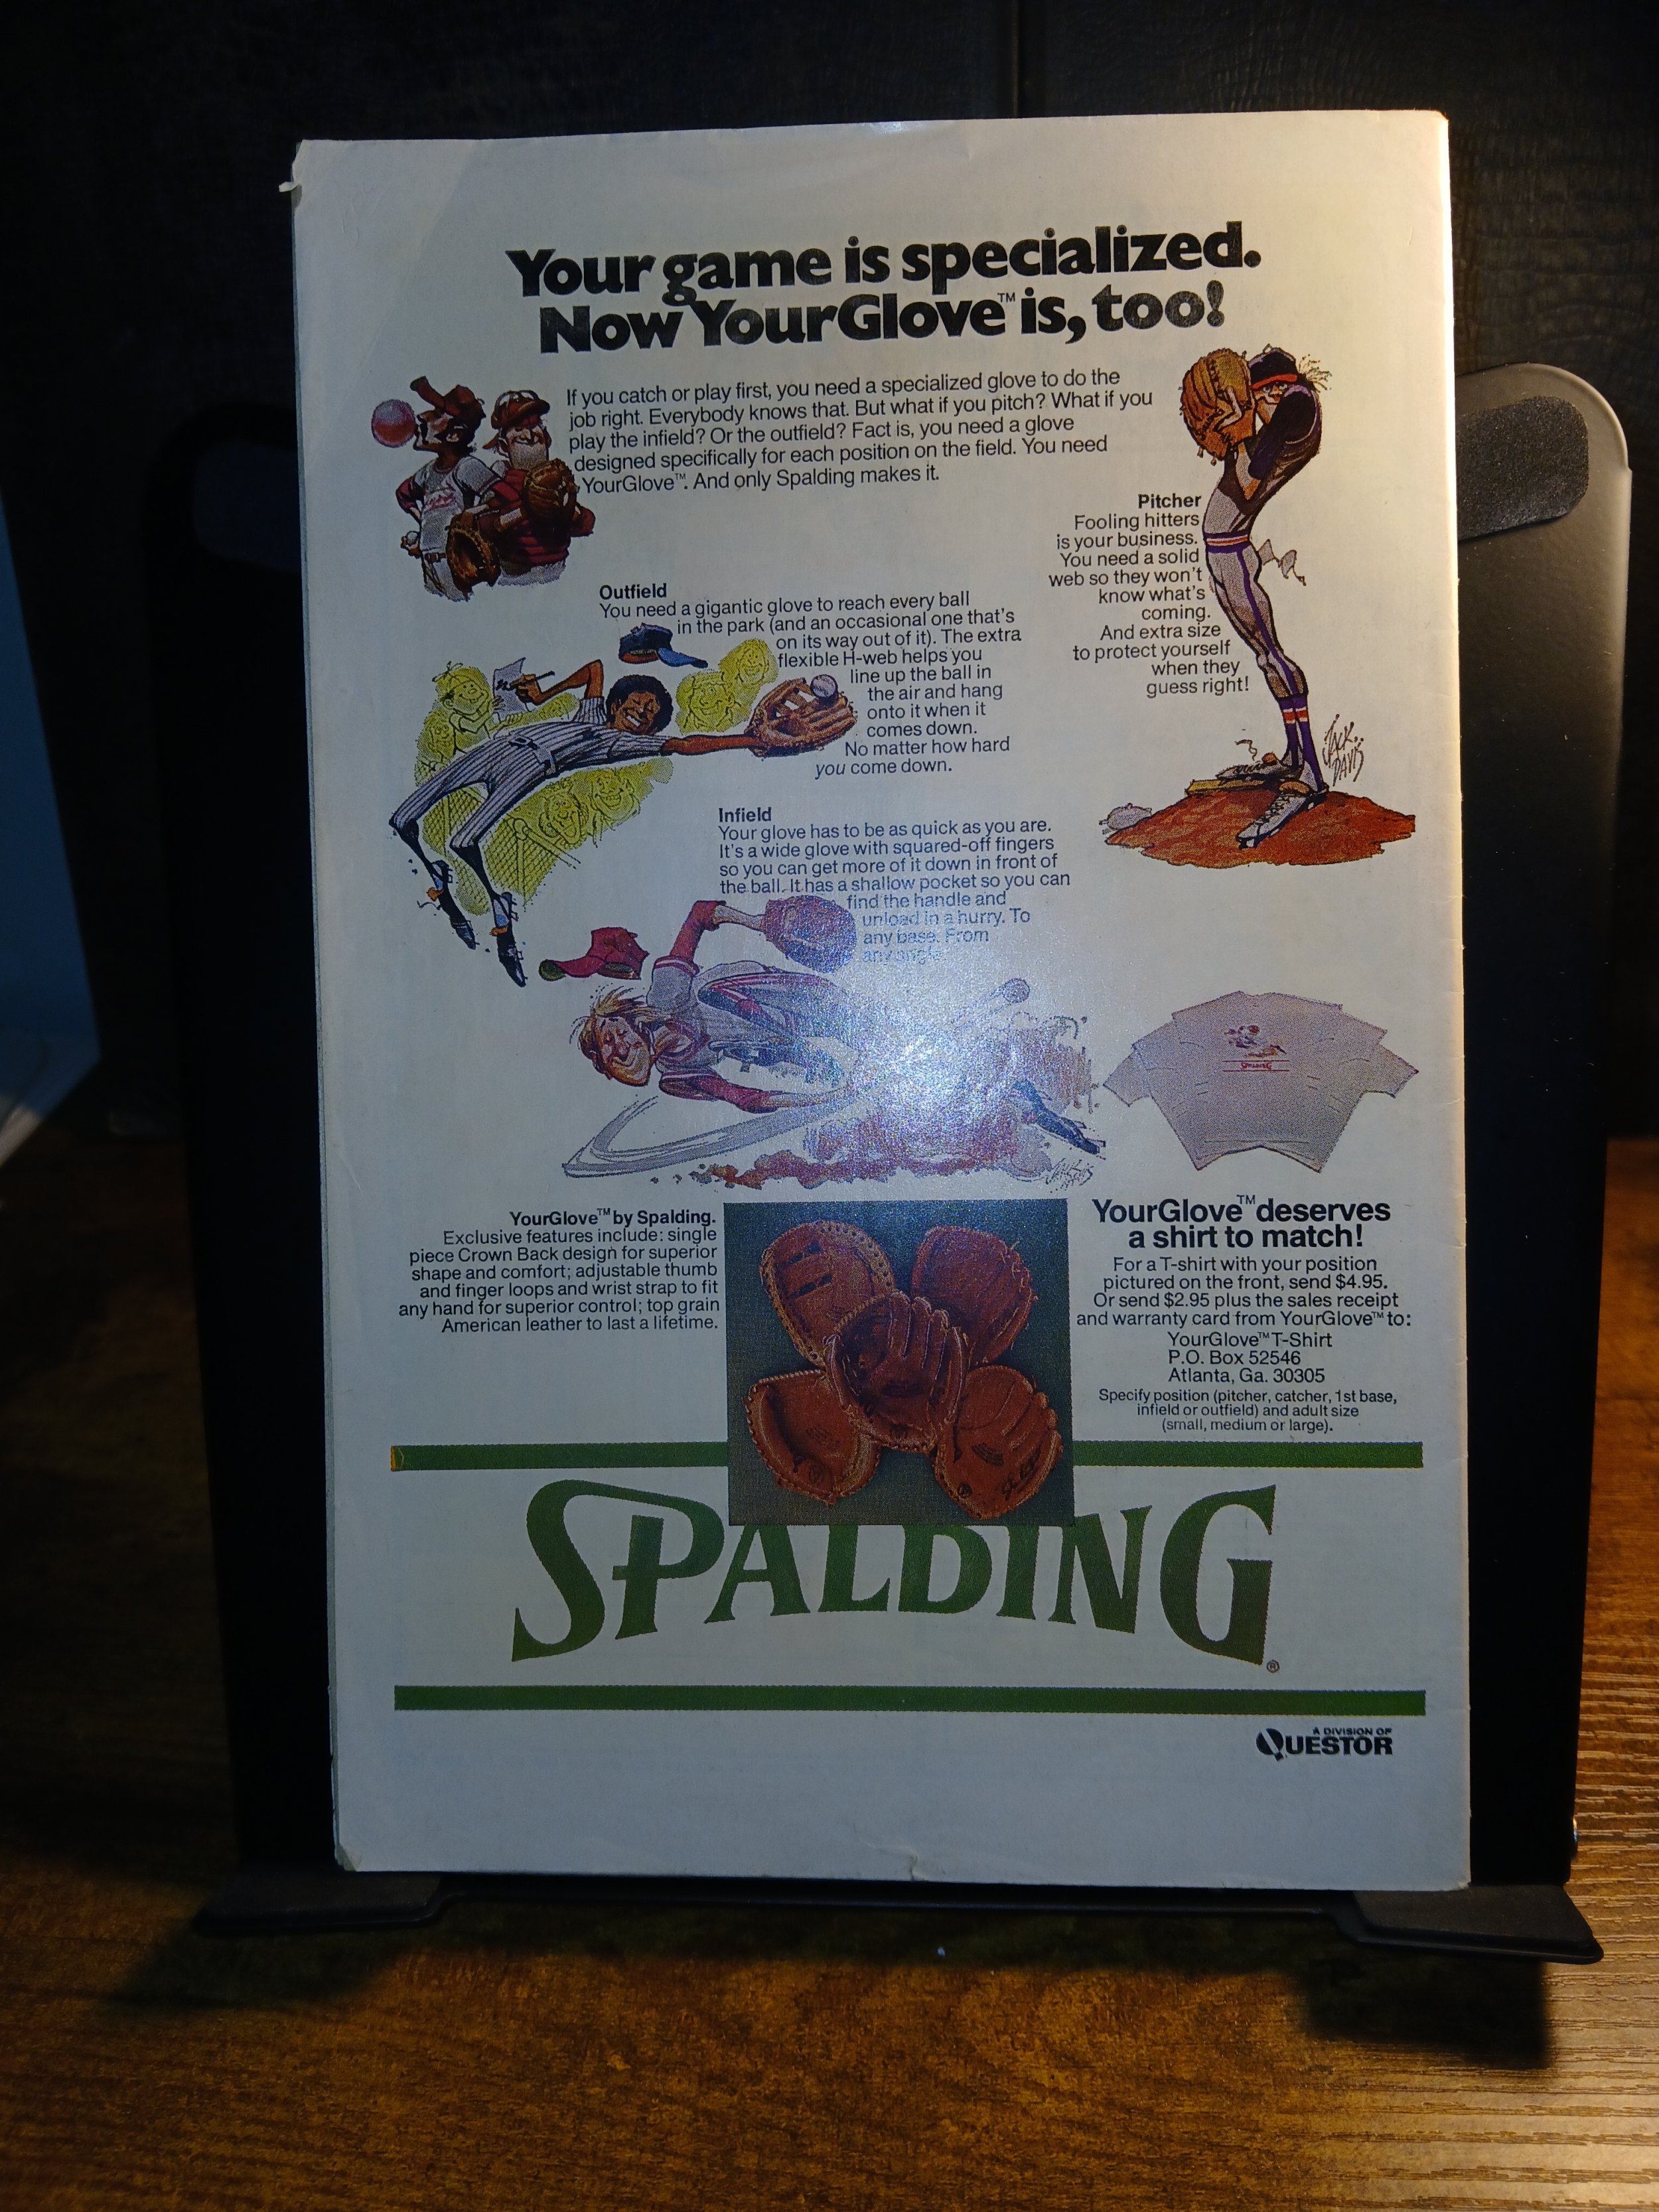 Your game is specialized.
Now YourGlove™ is, too!
If you catch or play first, you need a specialized glove to do the
job right. Everybody knows that. But what if you pitch? What if you
play the infield? Or the outfield? Fact is, you need a glove
designed specifically for each position on the field. You need
YourGlove™. And only Spalding makes it.
Pitcher
Fooling hitters
is your business.
You need a solid
web so they won't
know what's
coming.
And extra size
to protect yourself
when they
guess right!
JACK DAVIS
Outfield
You need a gigantic glove to reach every ball
in the park (and an occasional one that's
on its way out of it). The extra
flexible H-web helps you
line up the ball in
the air and hang
onto it when it
comes down.
No matter how hard
you come down.
Infield
Your glove has to be as quick as you are.
It's a wide glove with squared-off fingers
so you can get more of it down in front of
the ball. It has a shallow pocket so you can
find the handle and
unload in a hurry. To
any base. From
any angle.
JACK DAVIS
SPALDING
YourGlove™ by Spalding.
Exclusive features include: single
piece Crown Back design for superior
shape and comfort; adjustable thumb
and finger loops and wrist strap to fit
any hand for superior control; top grain
American leather to last a lifetime.
YourGlove™ deserves
a shirt to match!
For a T-shirt with your position
pictured on the front, send $4.95.
Or send $2.95 plus the sales receipt
and warranty card from YourGlove™ to:
YourGlove™ T-Shirt
P.O. Box 52546
Atlanta, Ga. 30305
Specify position (pitcher, catcher, 1st base,
infield or outfield) and adult size
(small, medium or large).
SPALDING®
A DIVISION OF
QUESTOR